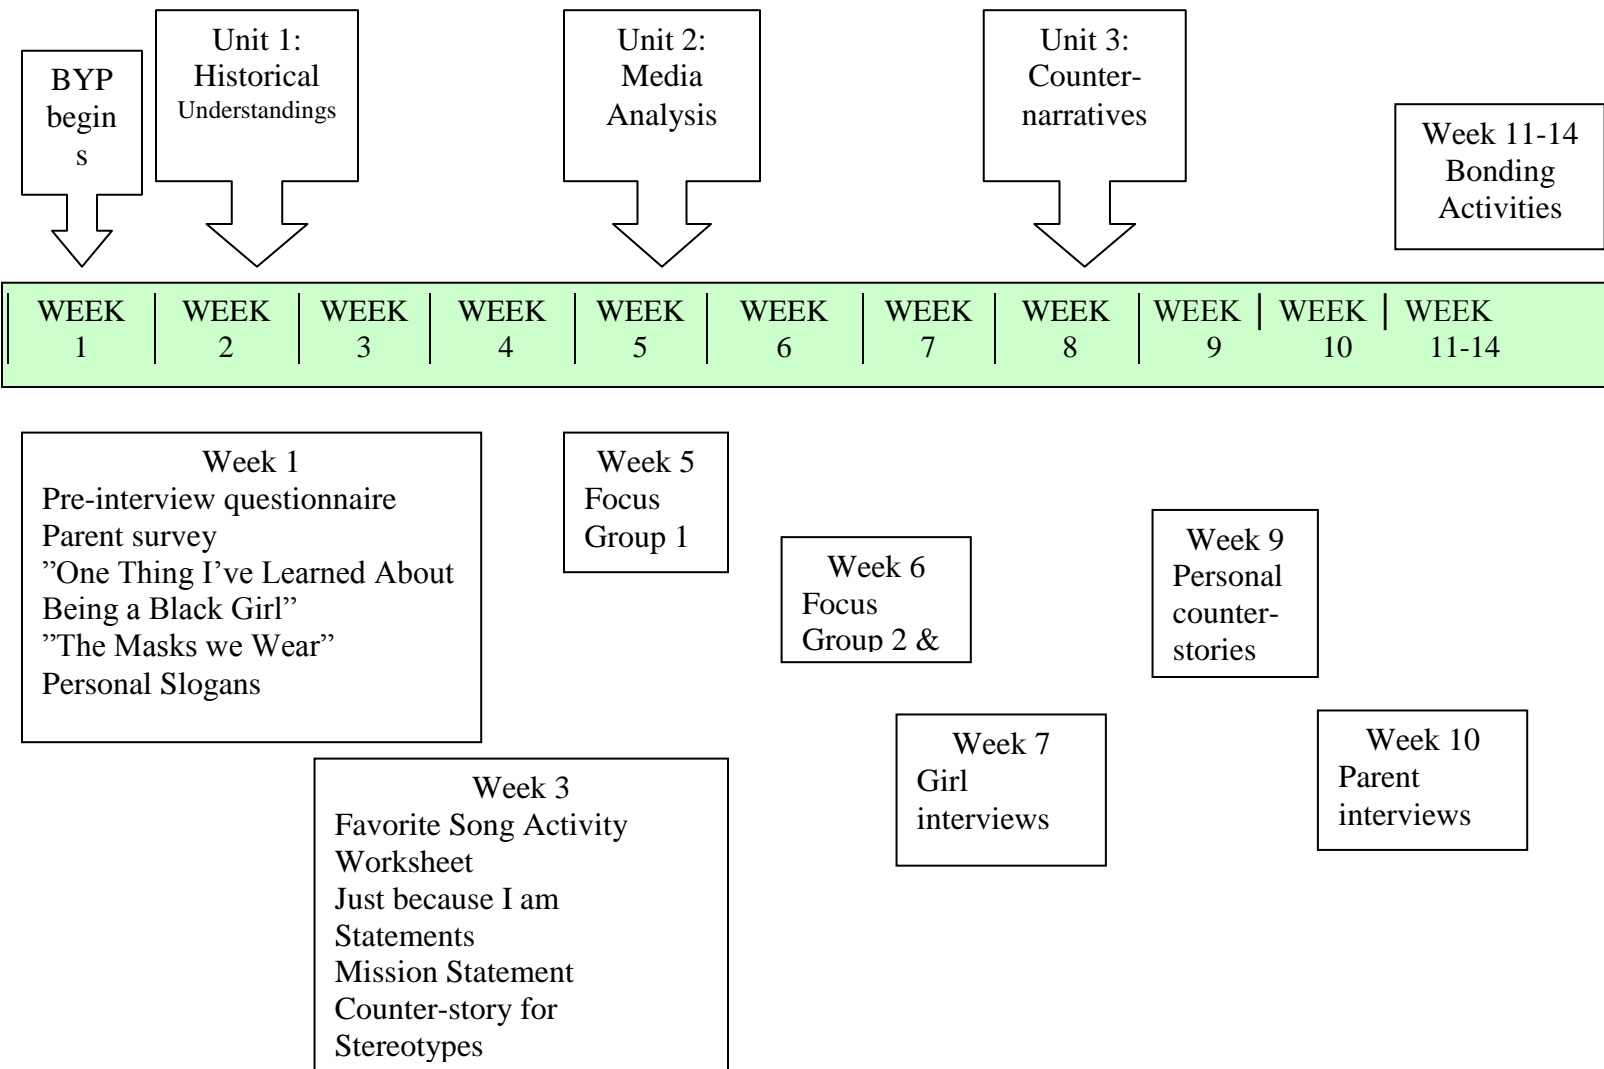 BYP
begin
s
Unit 1:
Historical
Understandings
Unit 2:
Media
Analysis
Unit 3:
Counter-
narratives
Week 11-14
Bonding
Activities
WEEK 1
WEEK 2
WEEK 3
WEEK 4
WEEK 5
WEEK 6
WEEK 7
WEEK 8
WEEK 9
WEEK 10
WEEK 11-14
Week 1
Pre-interview questionnaire
Parent survey
”One Thing I’ve Learned About
Being a Black Girl”
”The Masks we Wear”
Personal Slogans
Week 5
Focus
Group 1
Week 6
Focus
Group 2 &
Week 9
Personal
counter-
stories
Week 7
Girl
interviews
Week 10
Parent
interviews
Week 3
Favorite Song Activity
Worksheet
Just because I am
Statements
Mission Statement
Counter-story for
Stereotypes